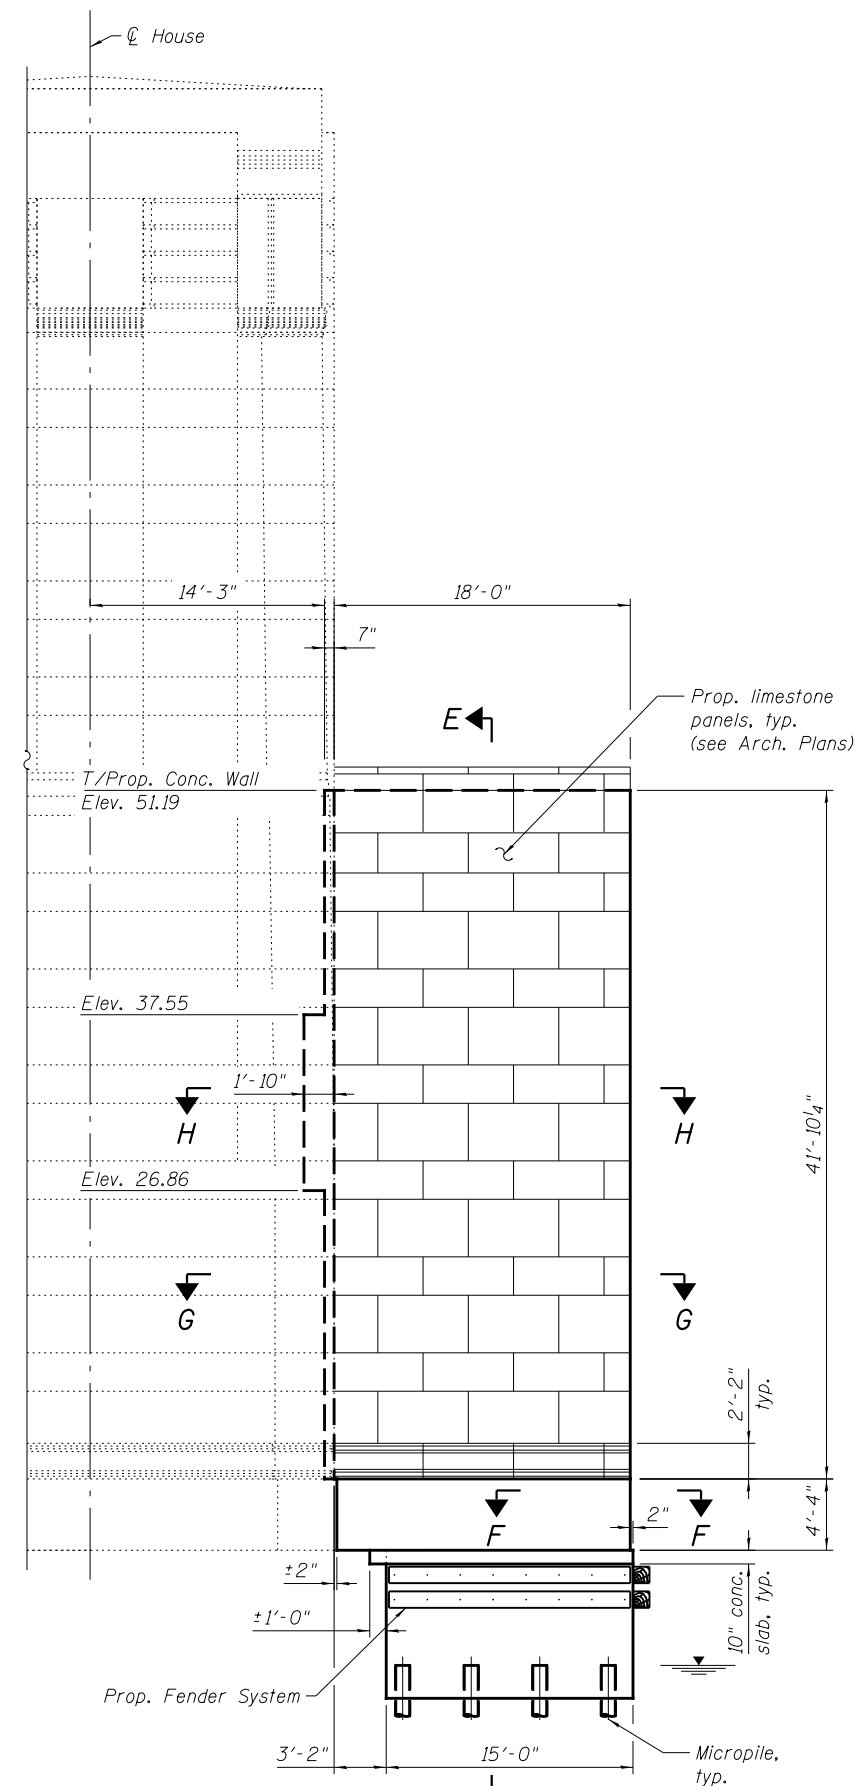 ℄ House
14'-3"
18'-0"
7"
E
Prop. limestone
panels, typ.
(see Arch. Plans)
T/Prop. Conc. Wall
Elev. 51.19
Elev. 37.55
1'-10"
H
H
41'-10¼"
Elev. 26.86
G
G
2'-2"
typ.
F
2"
F
4'-4"
±2"
±1'-0"
10" conc.
slab, typ.
Prop. Fender System
3'-2"
15'-0"
Micropile,
typ.